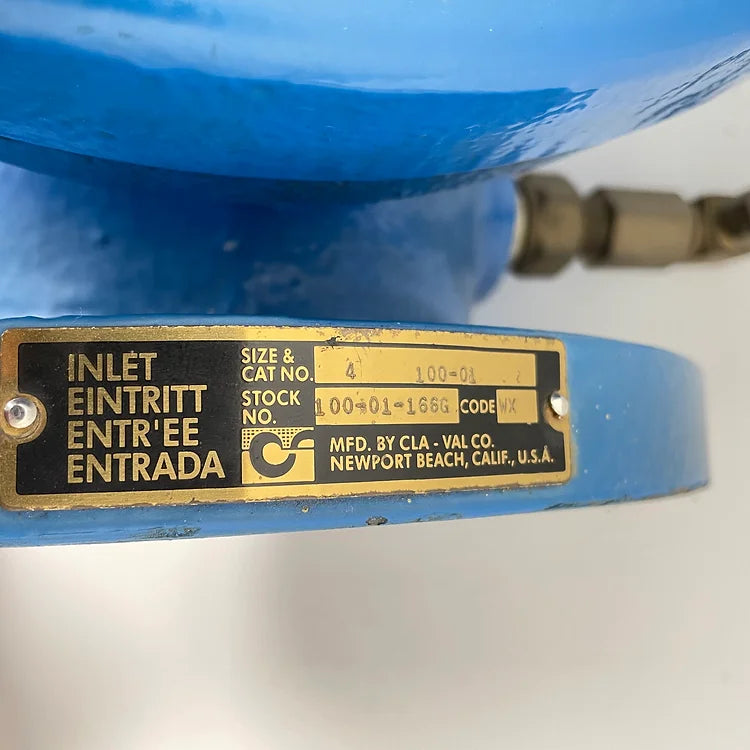 INLET
EINTRITT
ENTR'EE
ENTRADA
SIZE &
CAT NO. 4 100-01
STOCK
NO. 100-01-166G CODE WX
MFD. BY CLA - VAL CO.
NEWPORT BEACH, CALIF., U.S.A.